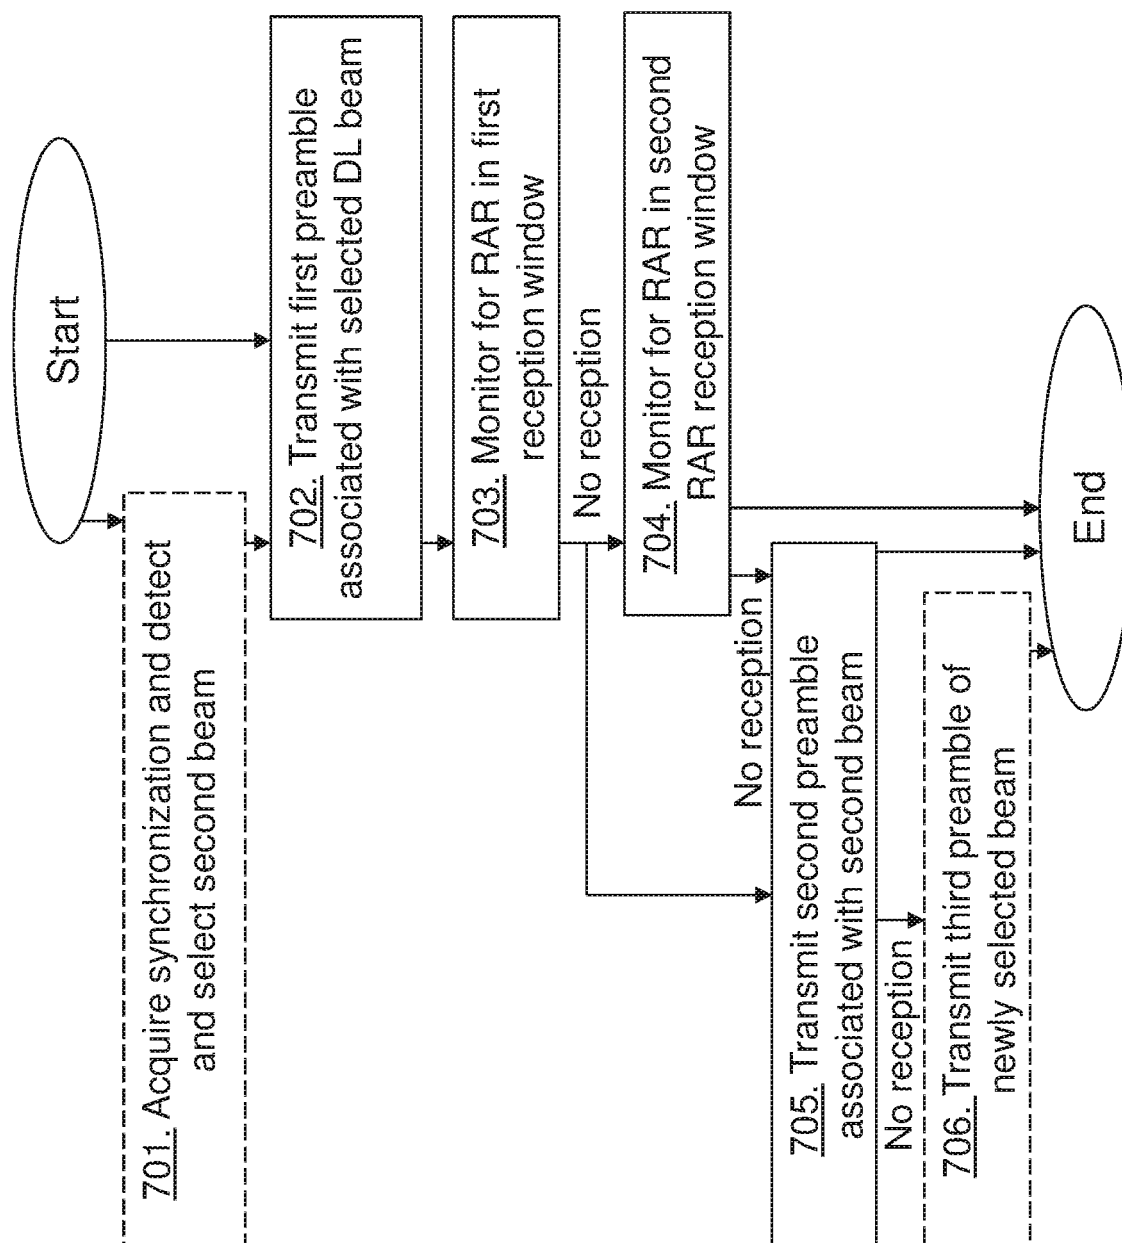 Start
701. Acquire synchronization and detect
and select second beam
702. Transmit first preamble
associated with selected DL beam
703. Monitor for RAR in first
reception window
No reception
704. Monitor for RAR in second
RAR reception window
No reception
705. Transmit second preamble
associated with second beam
No reception
706. Transmit third preamble of
newly selected beam
End